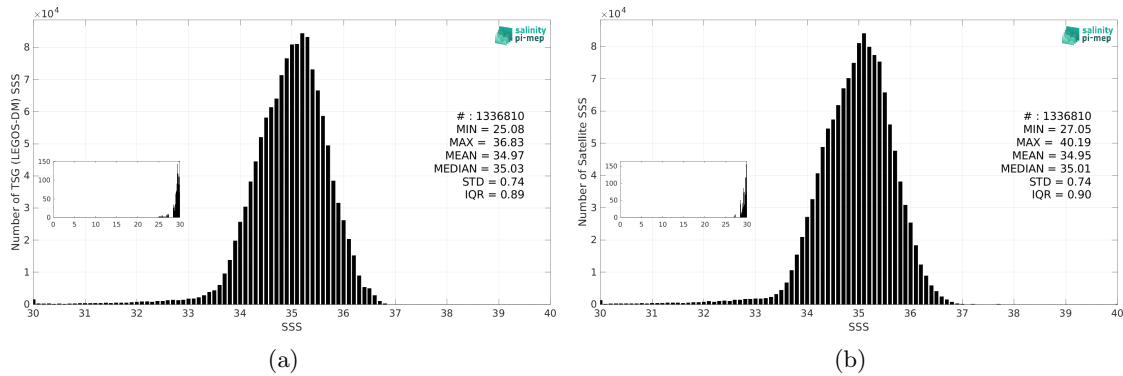 ×10⁴
salinity
pi-mep
8
7
6
5
4
3
2
1
0
Number of TSG (LEGOS-DM) SSS
# : 1336810
MIN = 25.08
MAX = 36.83
MEAN = 34.97
MEDIAN = 35.03
STD = 0.74
IQR = 0.89
150
100
50
0
0 5 10 15 20 25 30
30 31 32 33 34 35 36 37 38 39 40
SSS
(a)
×10⁴
salinity
pi-mep
8
7
6
5
4
3
2
1
0
Number of Satellite SSS
# : 1336810
MIN = 27.05
MAX = 40.19
MEAN = 34.95
MEDIAN = 35.01
STD = 0.74
IQR = 0.90
150
100
50
0
0 5 10 15 20 25 30
30 31 32 33 34 35 36 37 38 39 40
SSS
(b)